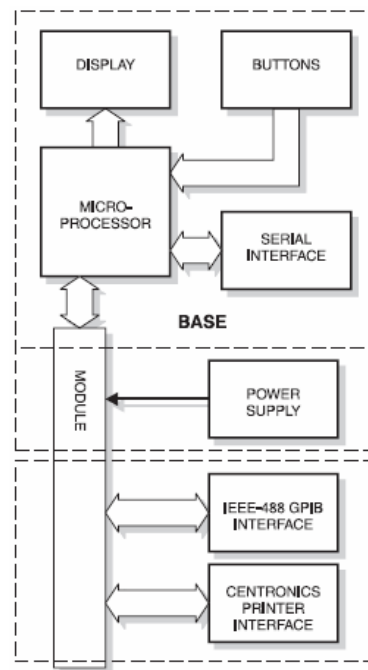 DISPLAY
BUTTONS
MICRO-
PROCESSOR
SERIAL
INTERFACE
BASE
MODULE
POWER
SUPPLY
IEEE-488 GPIB
INTERFACE
CENTRONICS
PRINTER
INTERFACE